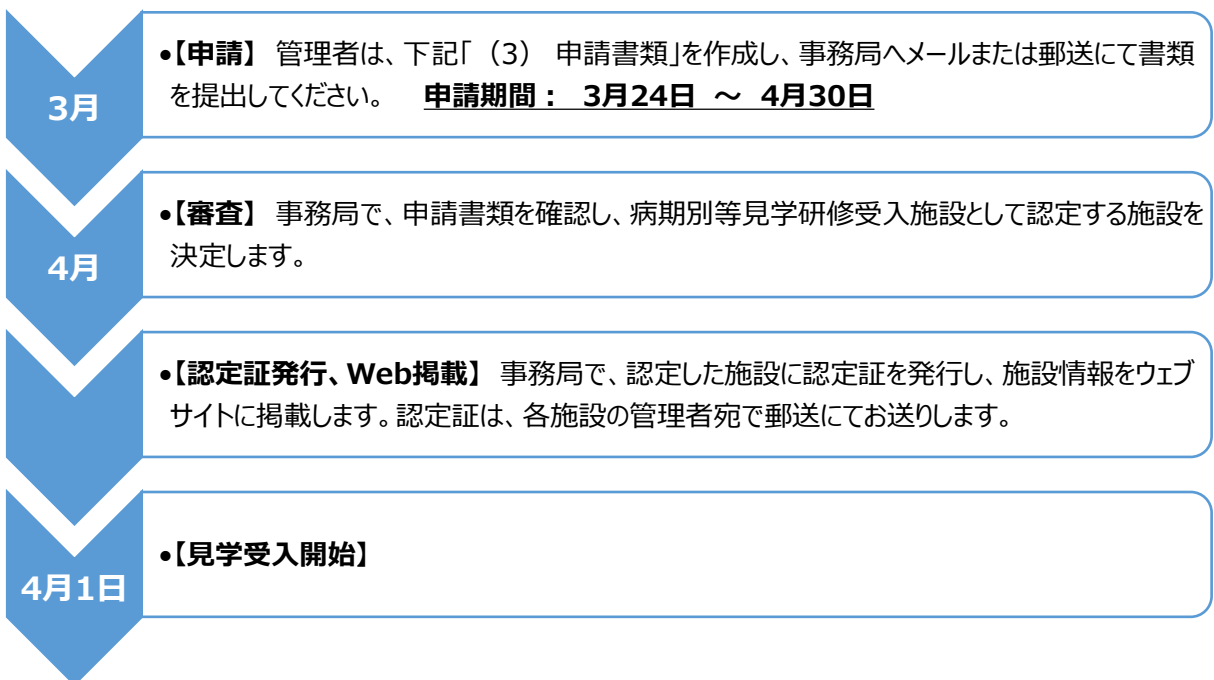 3月
•【申請】 管理者は、下記「（3） 申請書類」を作成し、事務局へメールまたは郵送にて書類
を提出してください。 申請期間： 3月24日 ～ 4月30日
4月
•【審査】 事務局で、申請書類を確認し、病期別等見学研修受入施設として認定する施設を
決定します。
•【認定証発行、Web掲載】 事務局で、認定した施設に認定証を発行し、施設情報をウェブ
サイトに掲載します。認定証は、各施設の管理者宛で郵送にてお送りします。
4月1日
•【見学受入開始】